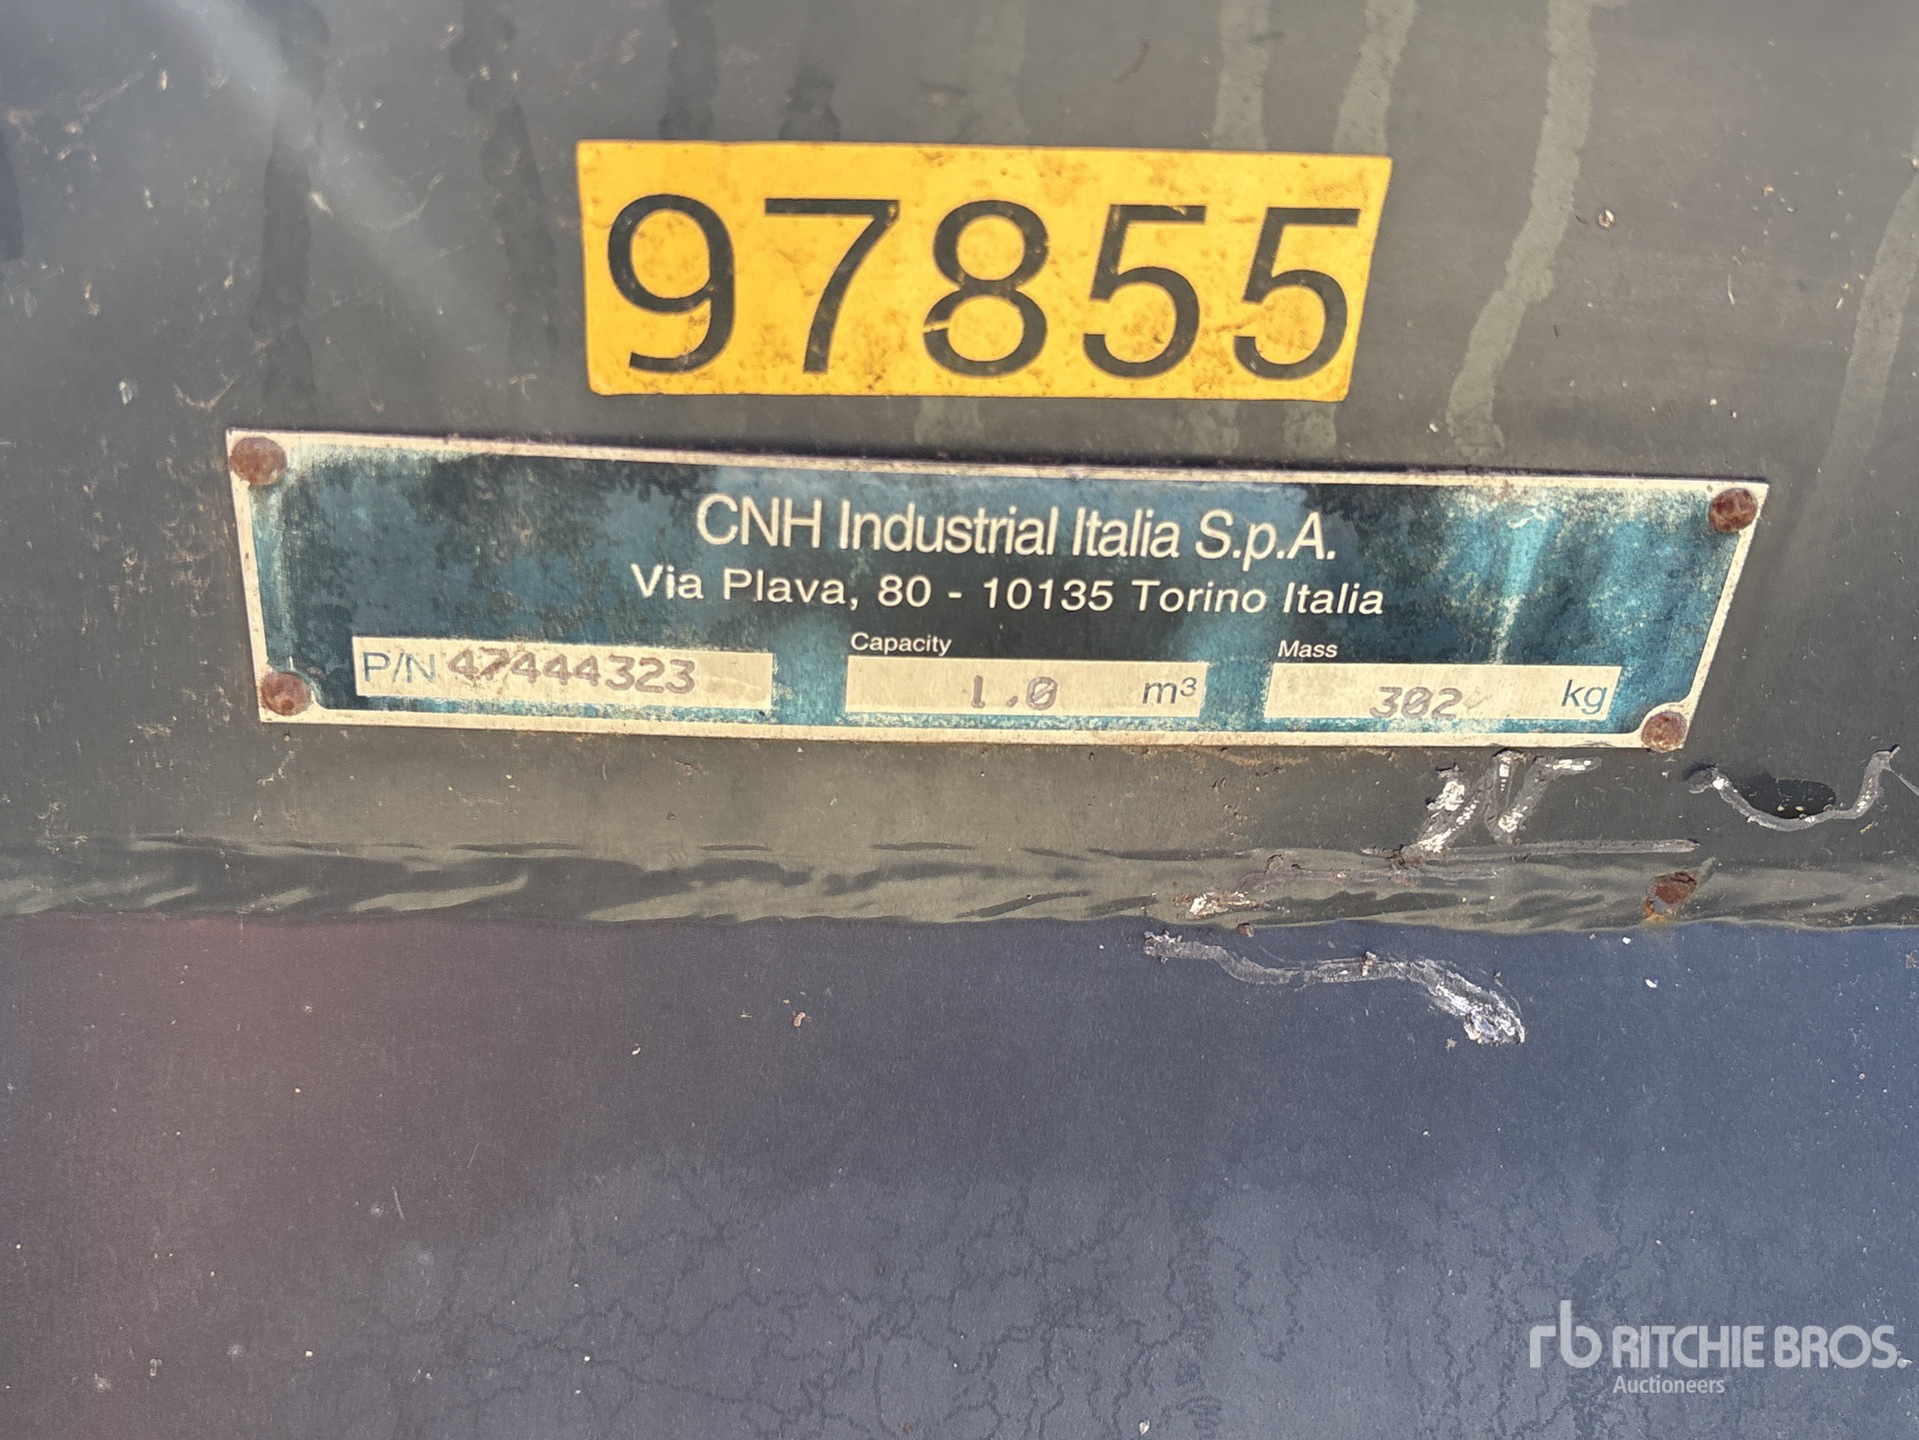 97855
CNH Industrial Italia S.p.A.
Via Plava, 80 - 10135 Torino Italia
Capacity Mass
P/N 47444323 1.0 m³ 302 kg
rb RITCHIE BROS.
Auctioneers